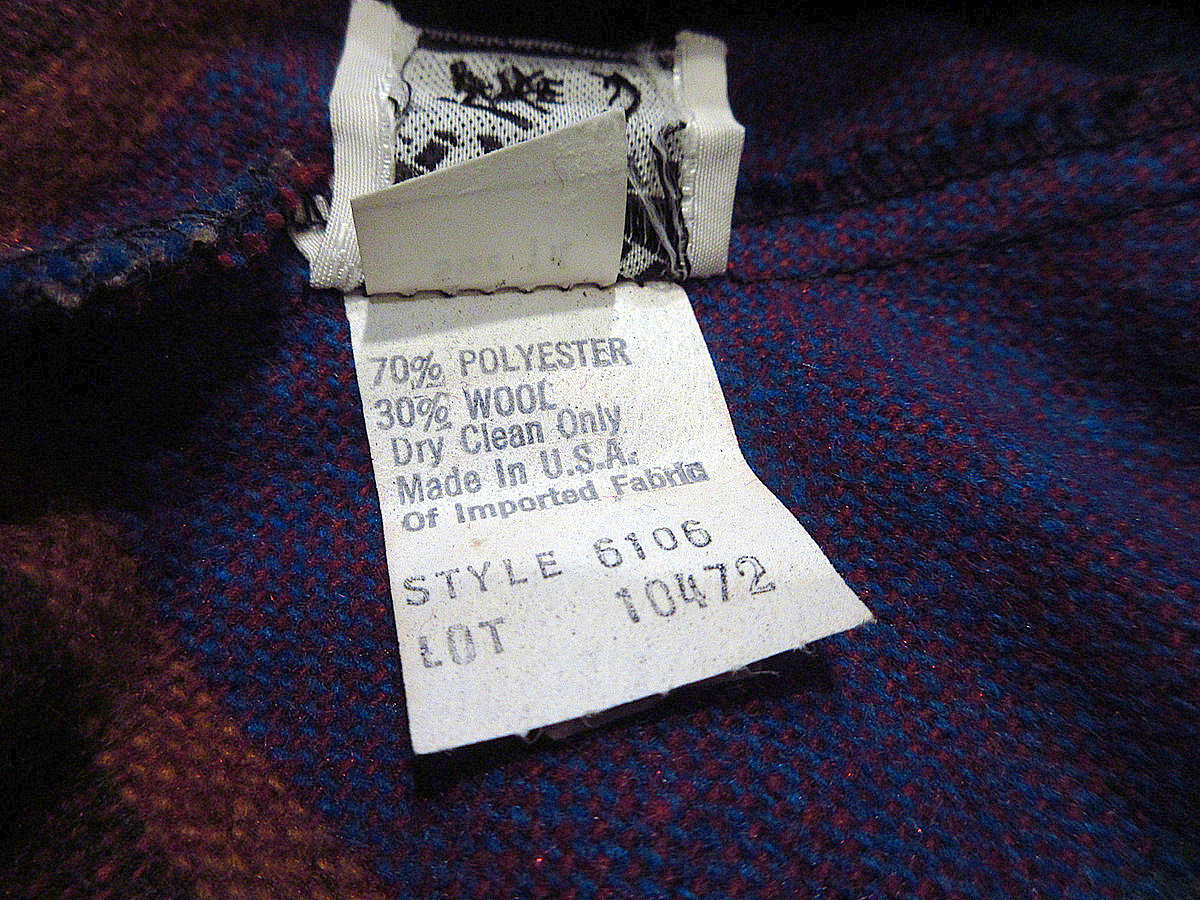 70% POLYESTER
30% WOOL
Dry Clean Only
Made In U.S.A.
Of Imported Fabric
STYLE 6106
LOT 10472